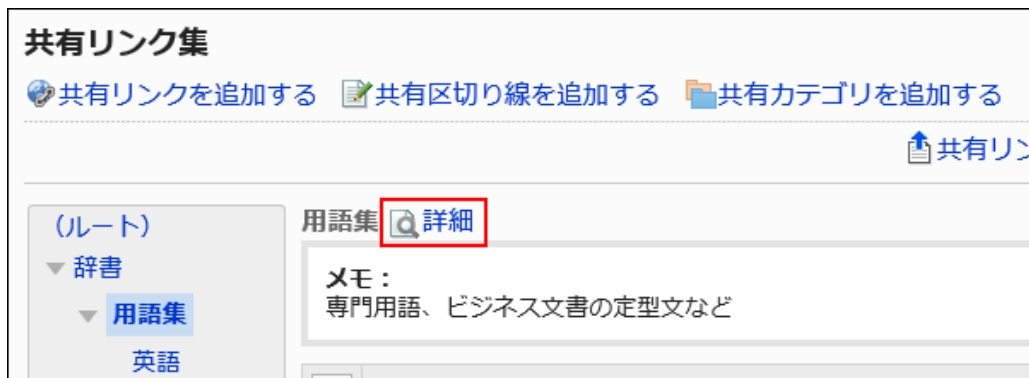 共有リンク集
共有リンクを追加する 共有区切り線を追加する 共有カテゴリを追加する
共有リン
(ルート)
辞書
用語集
英語
用語集 詳細
メモ：
専門用語、ビジネス文書の定型文など